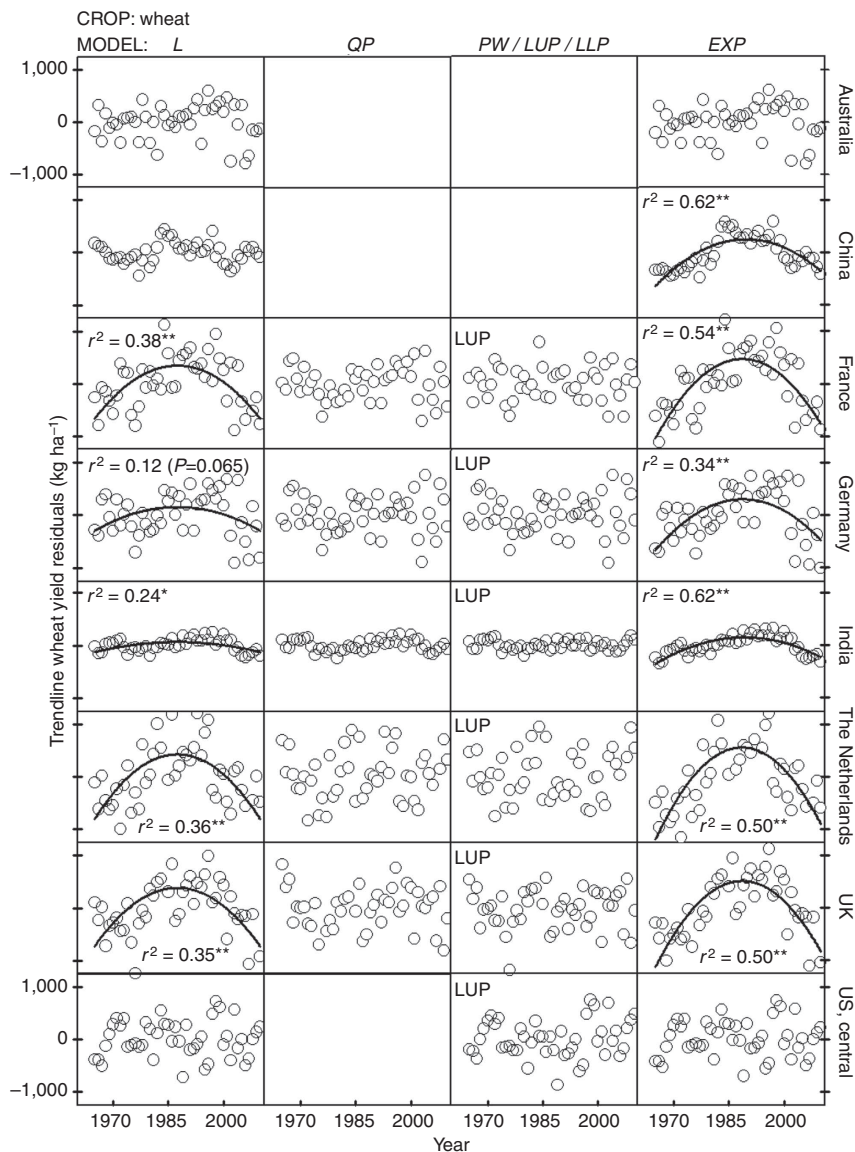 CROP: wheat
MODEL: L QP PW / LUP / LLP EXP
1,000
0
−1,000
Australia
r² = 0.62**
China
r² = 0.38**
LUP
r² = 0.54**
France
r² = 0.12 (P=0.065)
LUP
r² = 0.34**
Germany
r² = 0.24*
LUP
r² = 0.62**
India
LUP
r² = 0.36**
r² = 0.50**
The Netherlands
LUP
r² = 0.35**
r² = 0.50**
UK
1,000
0
−1,000
LUP
US, central
Trendline wheat yield residuals (kg ha⁻¹)
1970 1985 2000 1970 1985 2000 1970 1985 2000 1970 1985 2000
Year